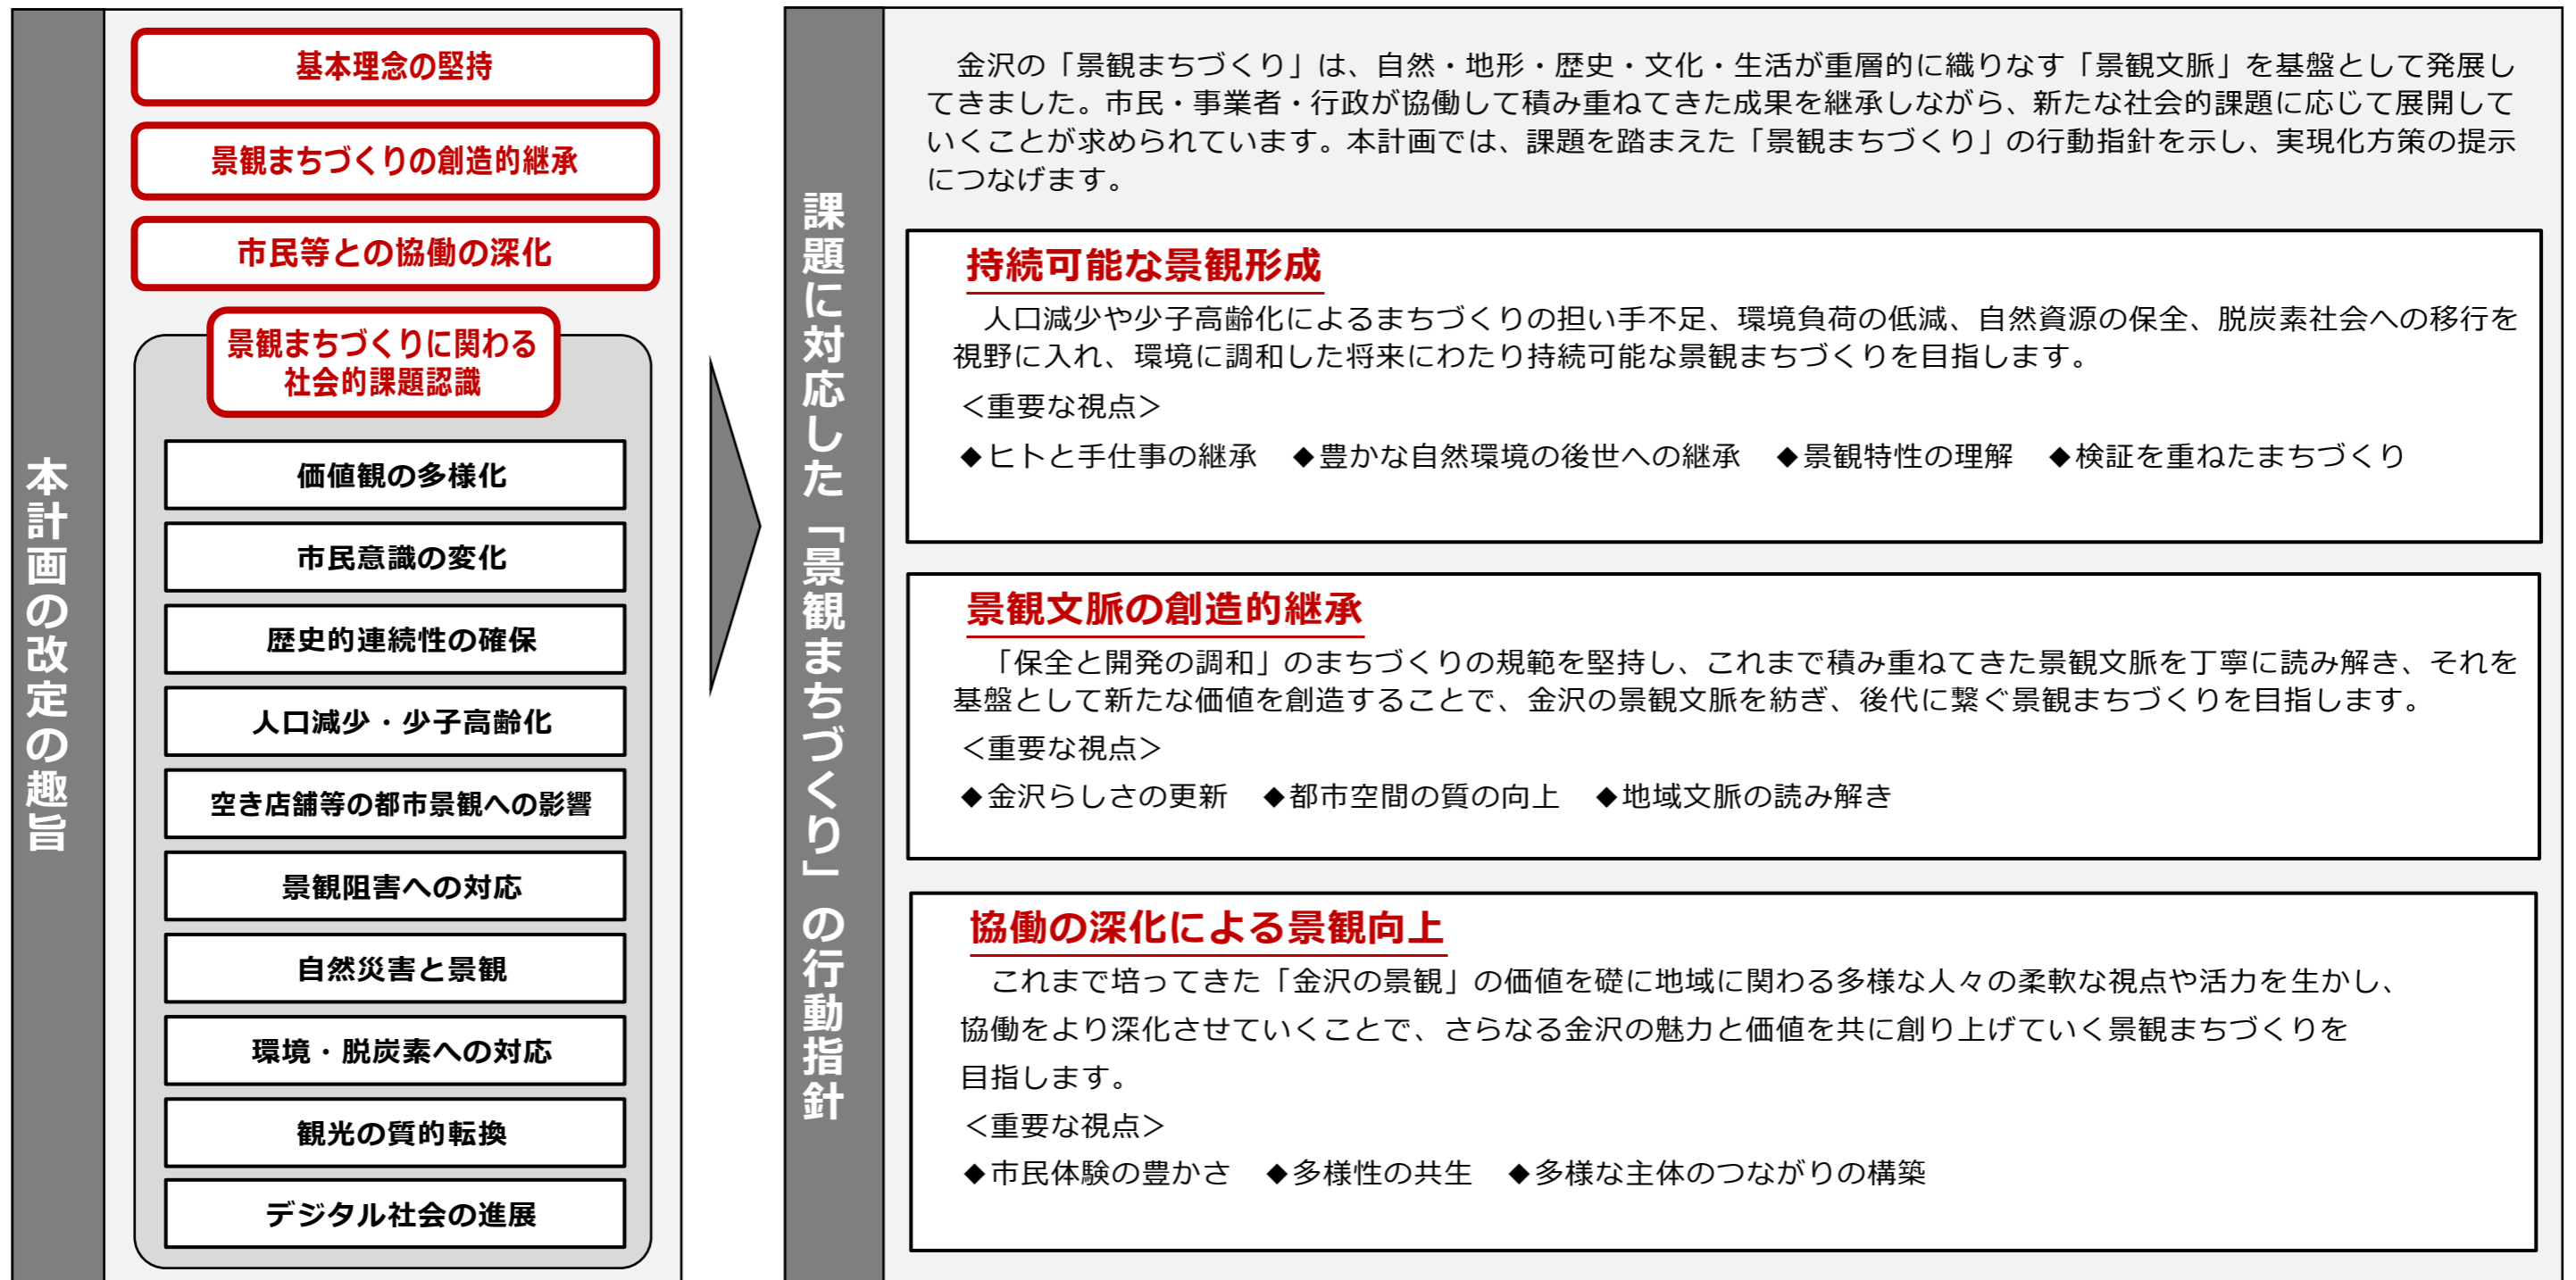 本計画の改定の趣旨
基本理念の堅持
景観まちづくりの創造的継承
市民等との協働の深化
景観まちづくりに関わる
社会的課題認識
価値観の多様化
市民意識の変化
歴史的連続性の確保
人口減少・少子高齢化
空き店舗等の都市景観への影響
景観阻害への対応
自然災害と景観
環境・脱炭素への対応
観光の質的転換
デジタル社会の進展
課題に対応した「景観まちづくり」の行動指針
金沢の「景観まちづくり」は、自然・地形・歴史・文化・生活が重層的に織りなす「景観文脈」を基盤として発展し
てきました。市民・事業者・行政が協働して積み重ねてきた成果を継承しながら、新たな社会的課題に応じて展開して
いくことが求められています。本計画では、課題を踏まえた「景観まちづくり」の行動指針を示し、実現化方策の提示
につなげます。
持続可能な景観形成
人口減少や少子高齢化によるまちづくりの担い手不足、環境負荷の低減、自然資源の保全、脱炭素社会への移行を
視野に入れ、環境に調和した将来にわたり持続可能な景観まちづくりを目指します。
＜重要な視点＞
◆ヒトと手仕事の継承　◆豊かな自然環境の後世への継承　◆景観特性の理解　◆検証を重ねたまちづくり
景観文脈の創造的継承
「保全と開発の調和」のまちづくりの規範を堅持し、これまで積み重ねてきた景観文脈を丁寧に読み解き、それを
基盤として新たな価値を創造することで、金沢の景観文脈を紡ぎ、後代に繋ぐ景観まちづくりを目指します。
＜重要な視点＞
◆金沢らしさの更新　◆都市空間の質の向上　◆地域文脈の読み解き
協働の深化による景観向上
これまで培ってきた「金沢の景観」の価値を礎に地域に関わる多様な人々の柔軟な視点や活力を生かし、
協働をより深化させていくことで、さらなる金沢の魅力と価値を共に創り上げていく景観まちづくりを
目指します。
＜重要な視点＞
◆市民体験の豊かさ　◆多様性の共生　◆多様な主体のつながりの構築